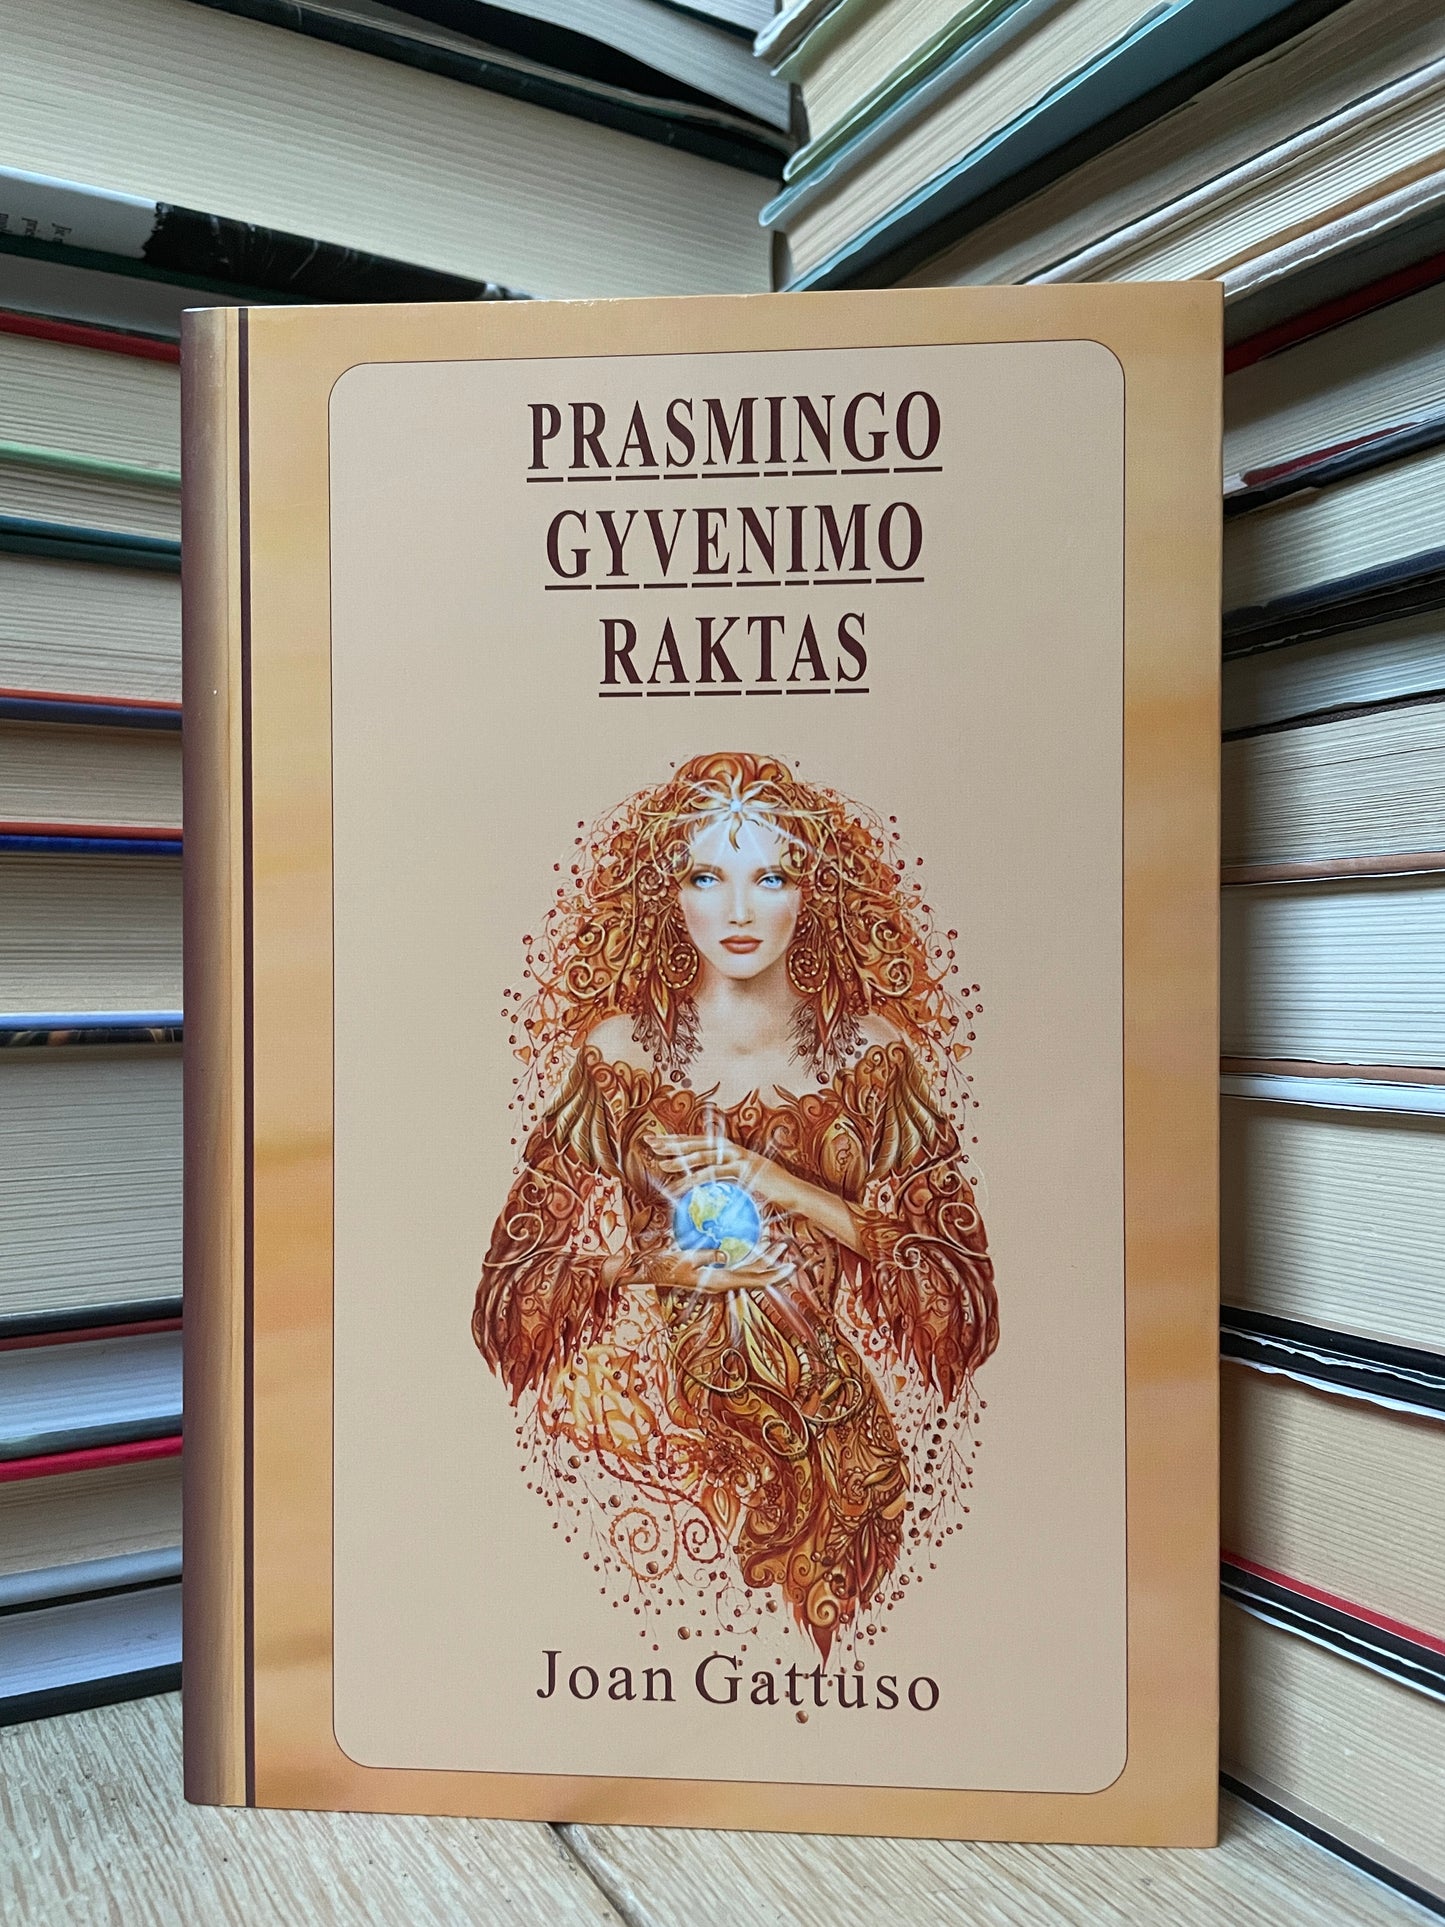 PRASMINGO
GYVENIMO
RAKTAS
Joan Gattuso